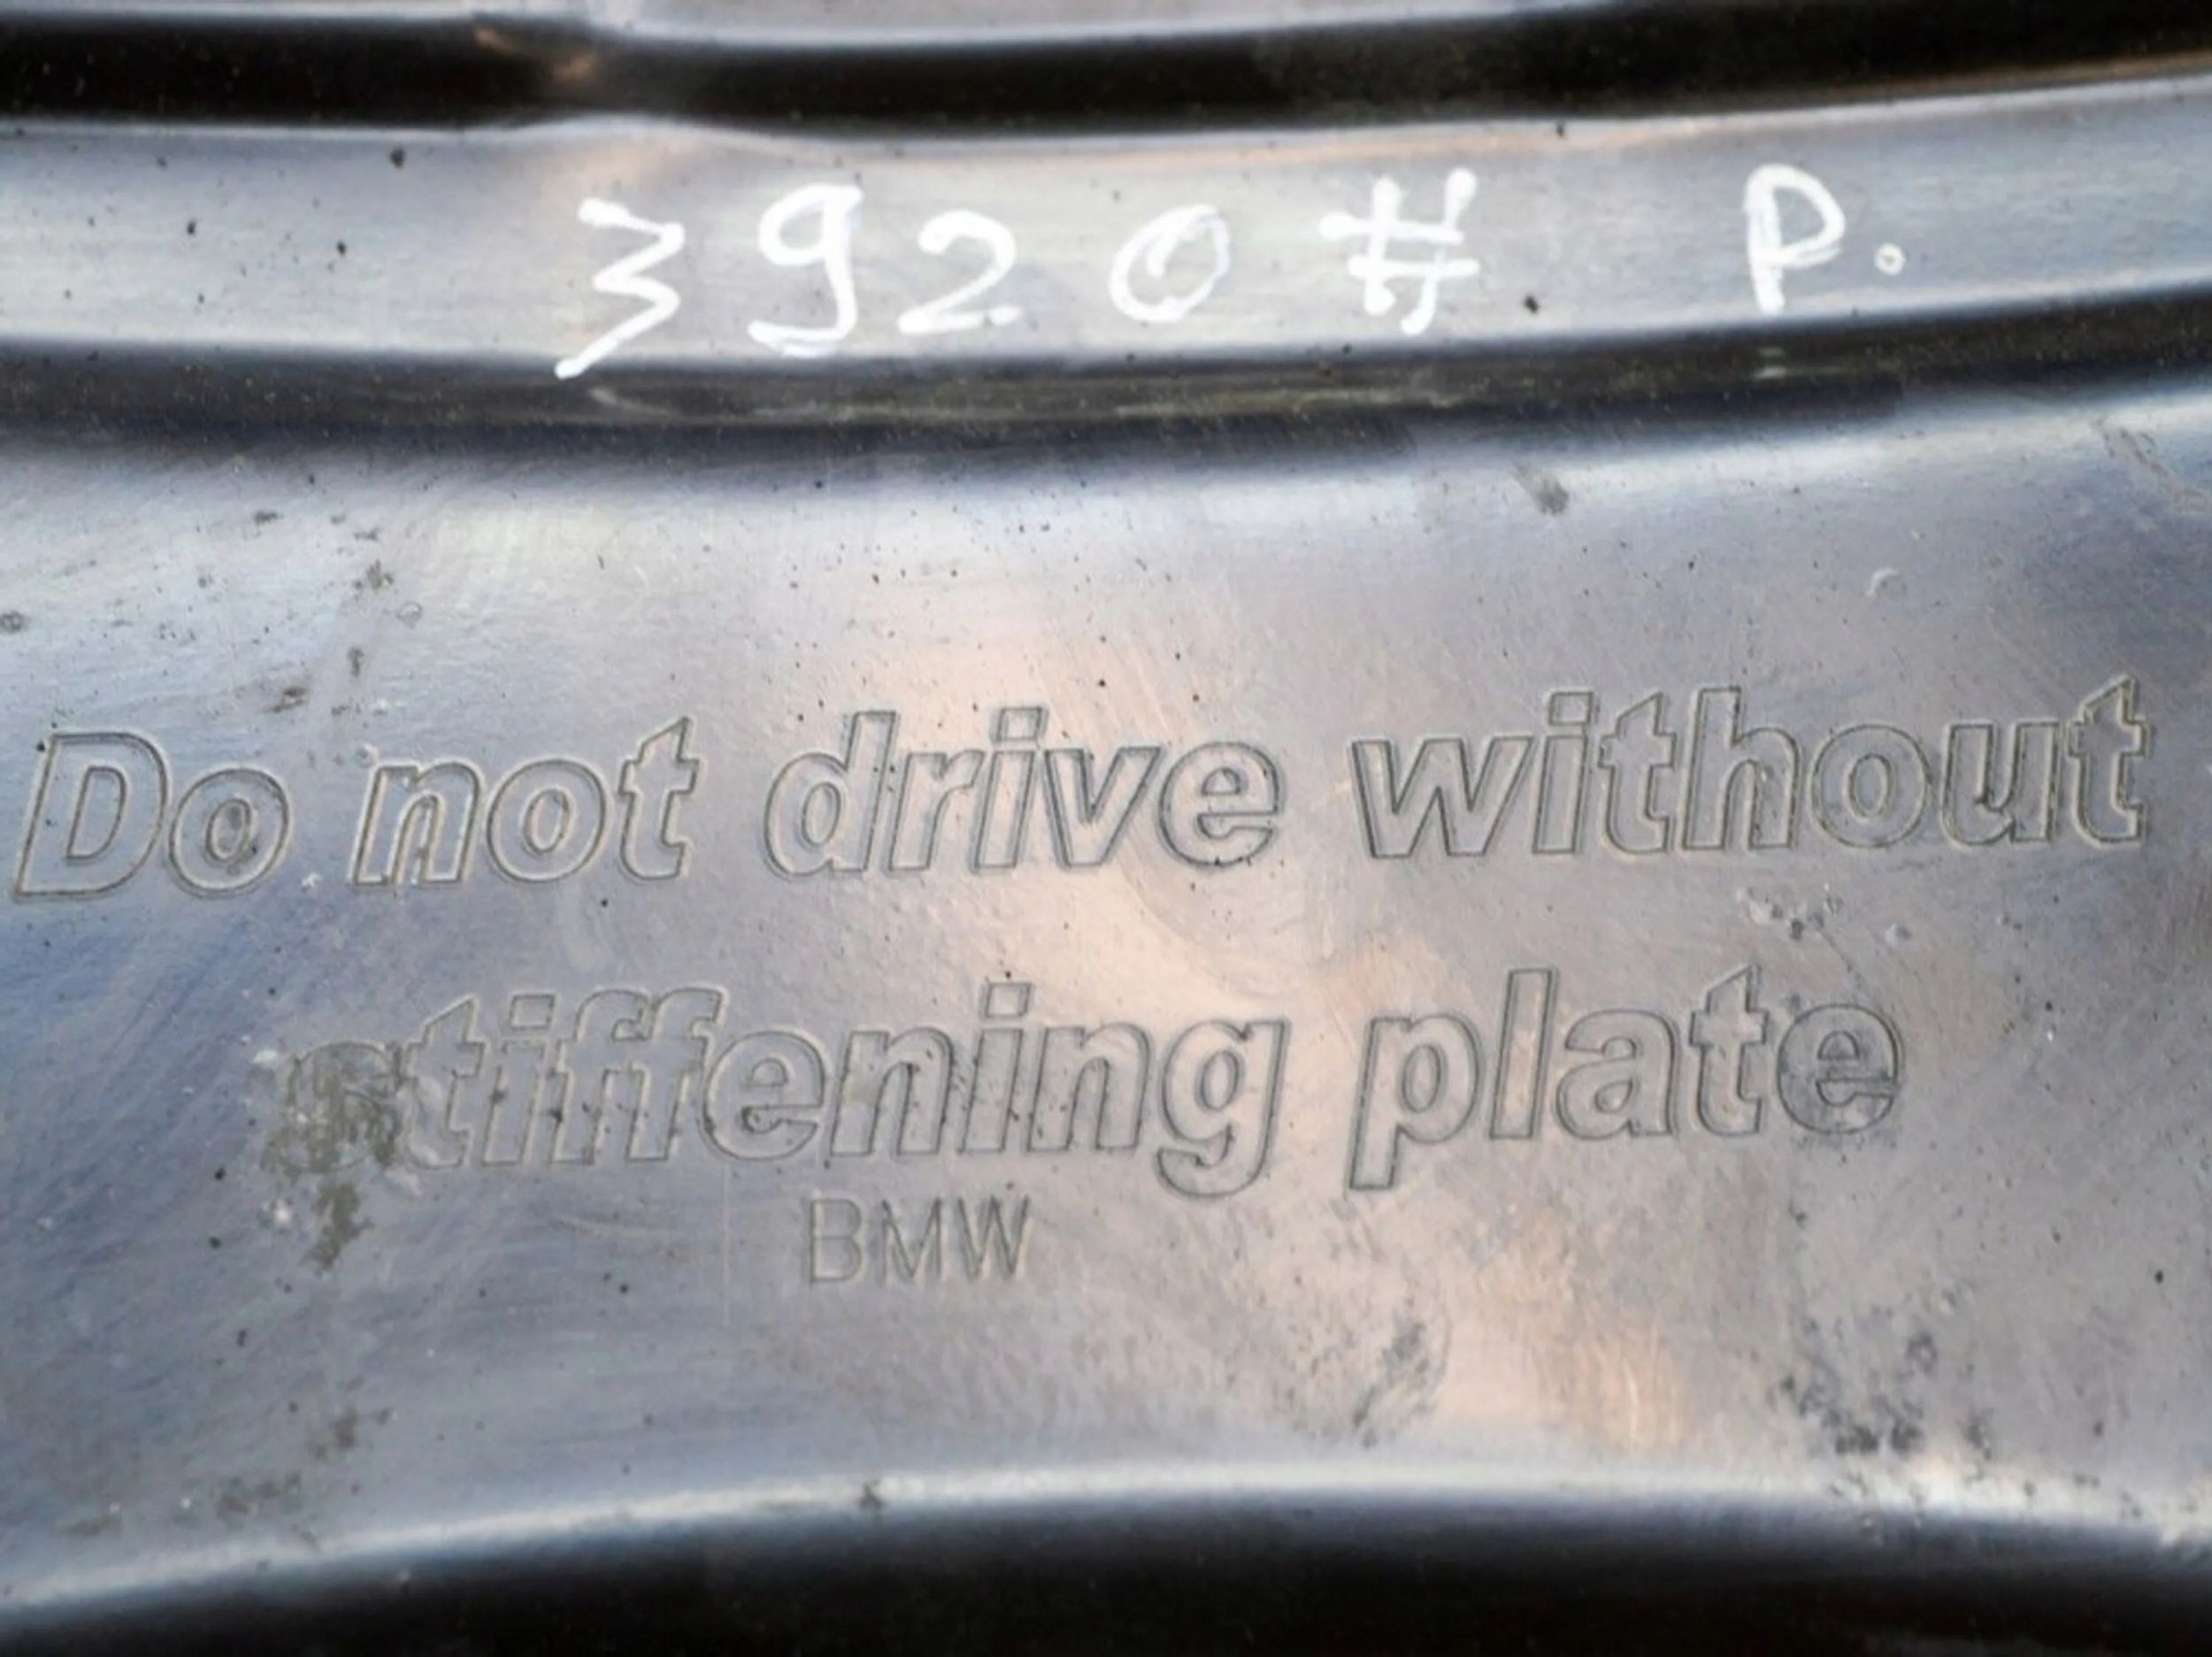 3920# P.
Do not drive without
stiffening plate
BMW